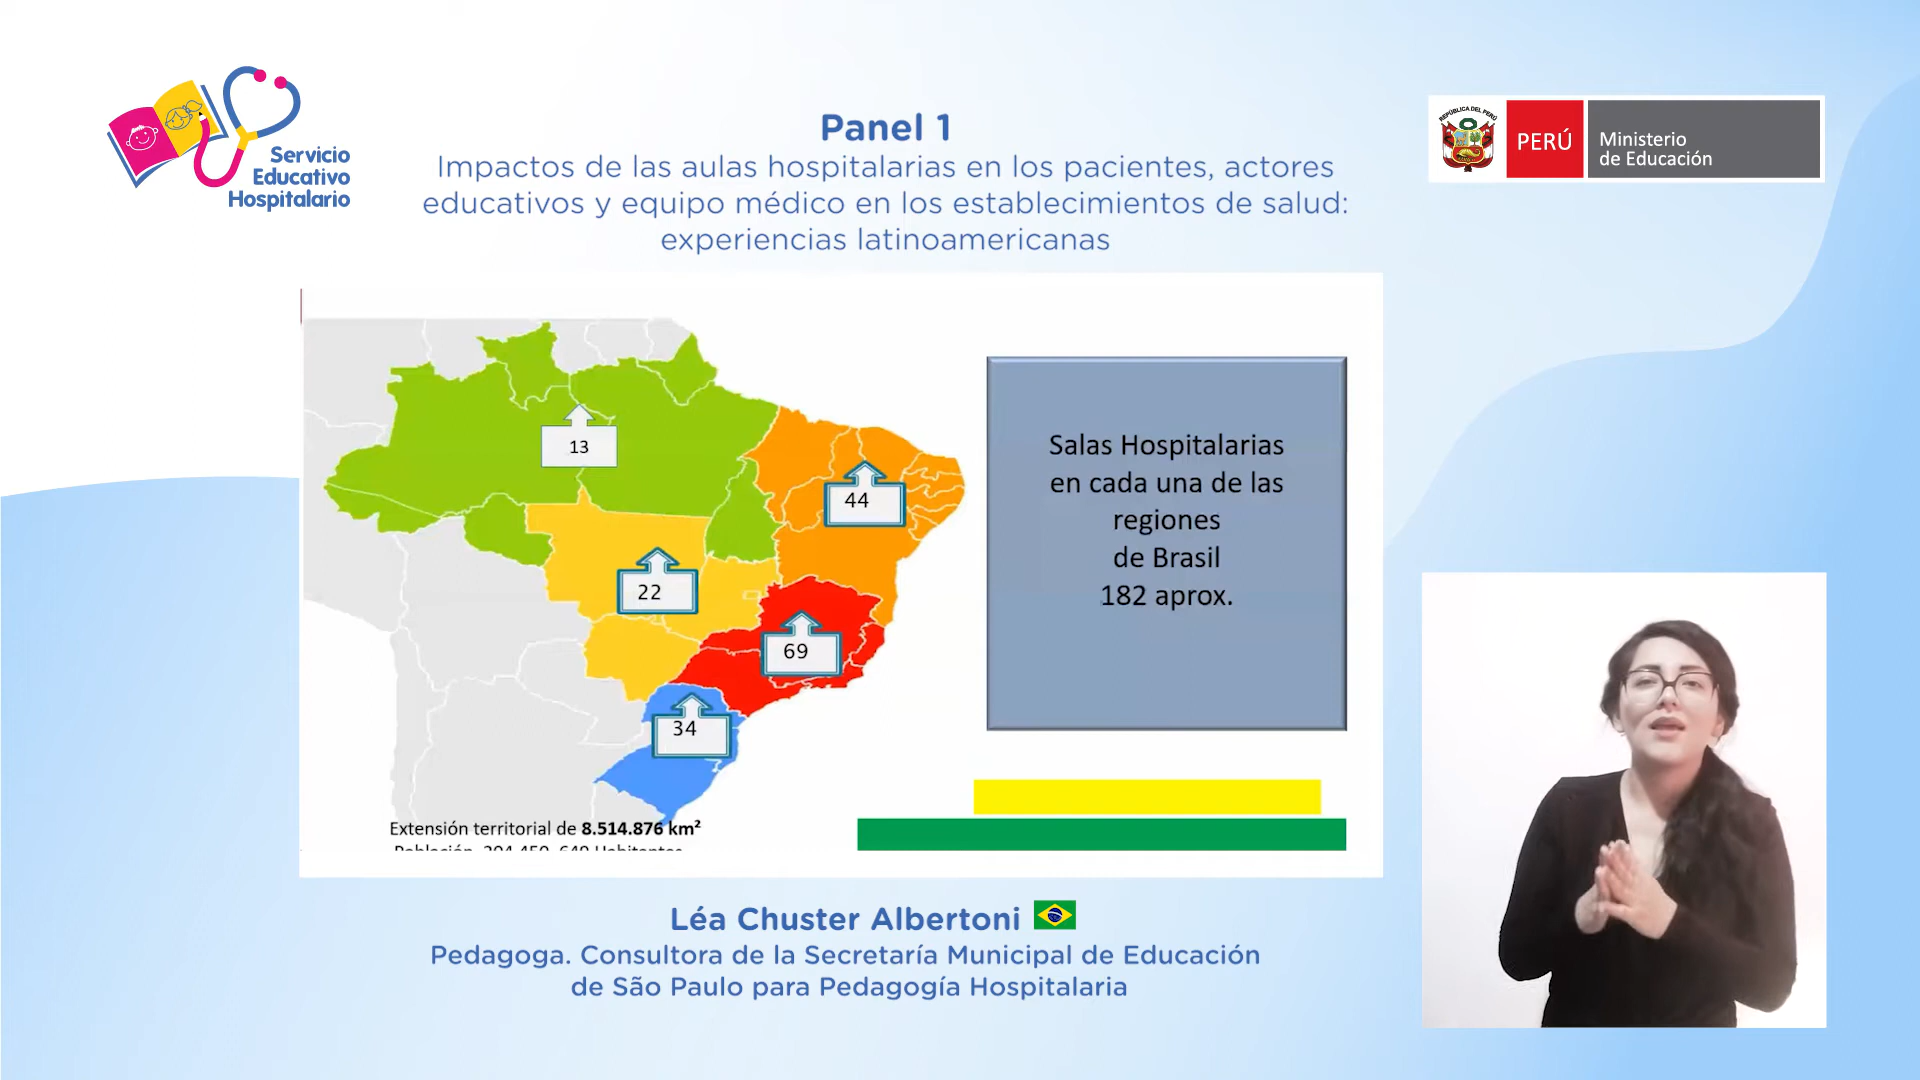 Servicio
Educativo
Hospitalario
Panel 1
Impactos de las aulas hospitalarias en los pacientes, actores
educativos y equipo médico en los establecimientos de salud:
experiencias latinoamericanas
REPÚBLICA DEL PERÚ
PERÚ
Ministerio
de Educación
13
44
22
69
34
Salas Hospitalarias
en cada una de las
regiones
de Brasil
182 aprox.
Extensión territorial de 8.514.876 km²
Léa Chuster Albertoni
Pedagoga. Consultora de la Secretaría Municipal de Educación
de São Paulo para Pedagogía Hospitalaria